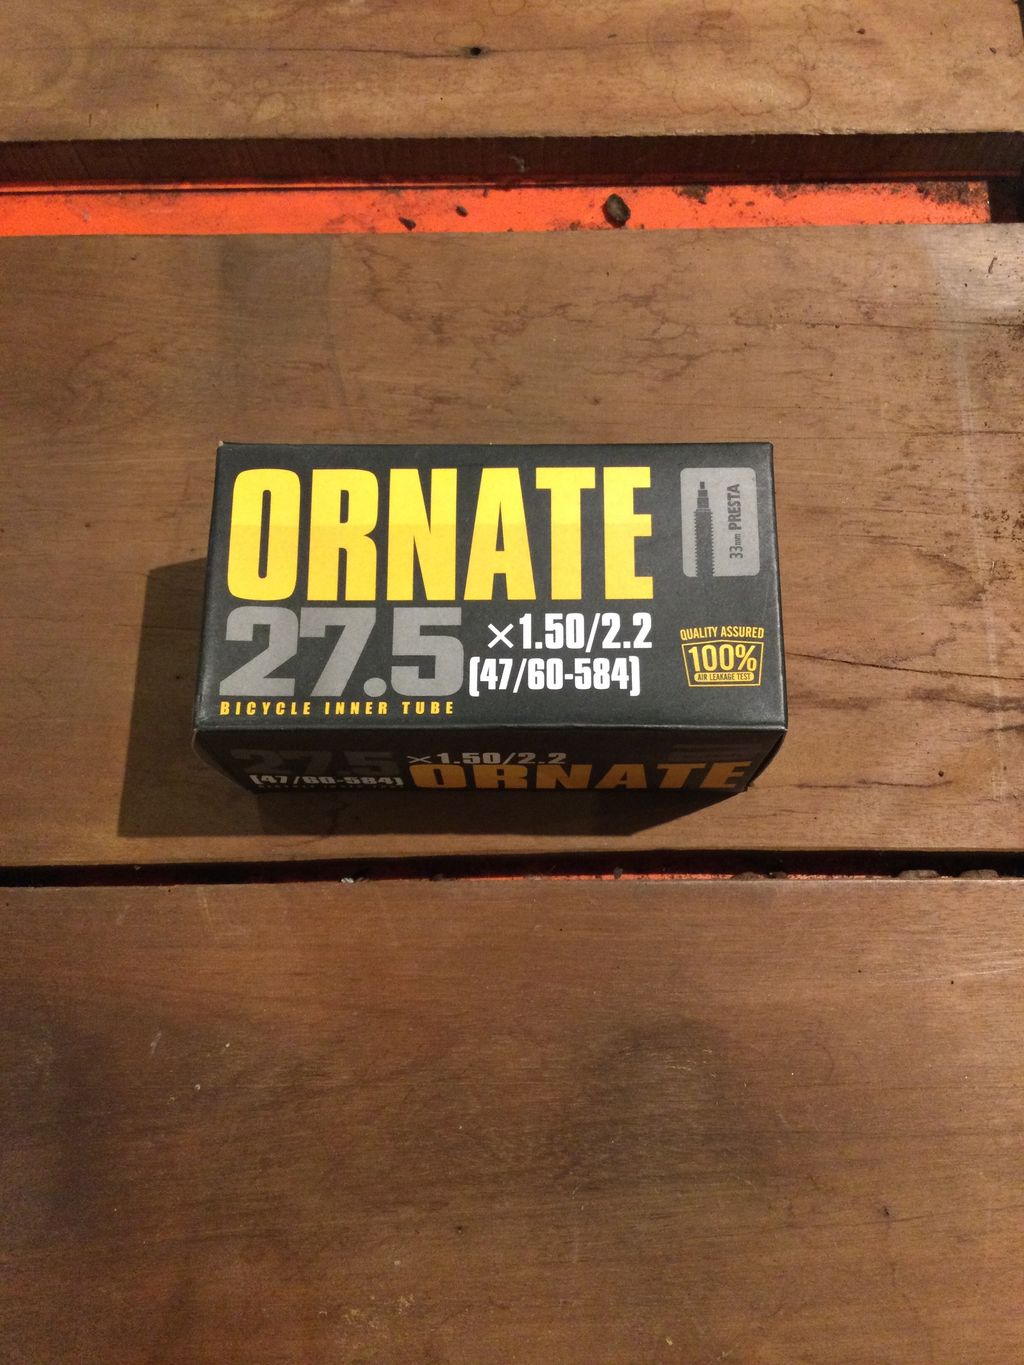 ORNATE
33mm PRESTA
27.5
×1.50/2.2
(47/60-584)
BICYCLE INNER TUBE
QUALITY ASSURED
100%
AIR LEAKAGE TEST
27.5
×1.50/2.2
(47/60-584)
ORNATE